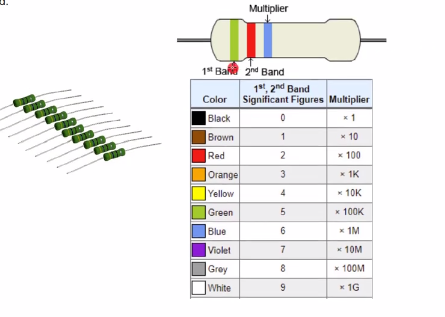 d.
Multiplier
1st Band 2nd Band
Color 1st, 2nd Band Significant Figures Multiplier
Black 0 × 1
Brown 1 × 10
Red 2 × 100
Orange 3 × 1K
Yellow 4 × 10K
Green 5 × 100K
Blue 6 × 1M
Violet 7 × 10M
Grey 8 × 100M
White 9 × 1G